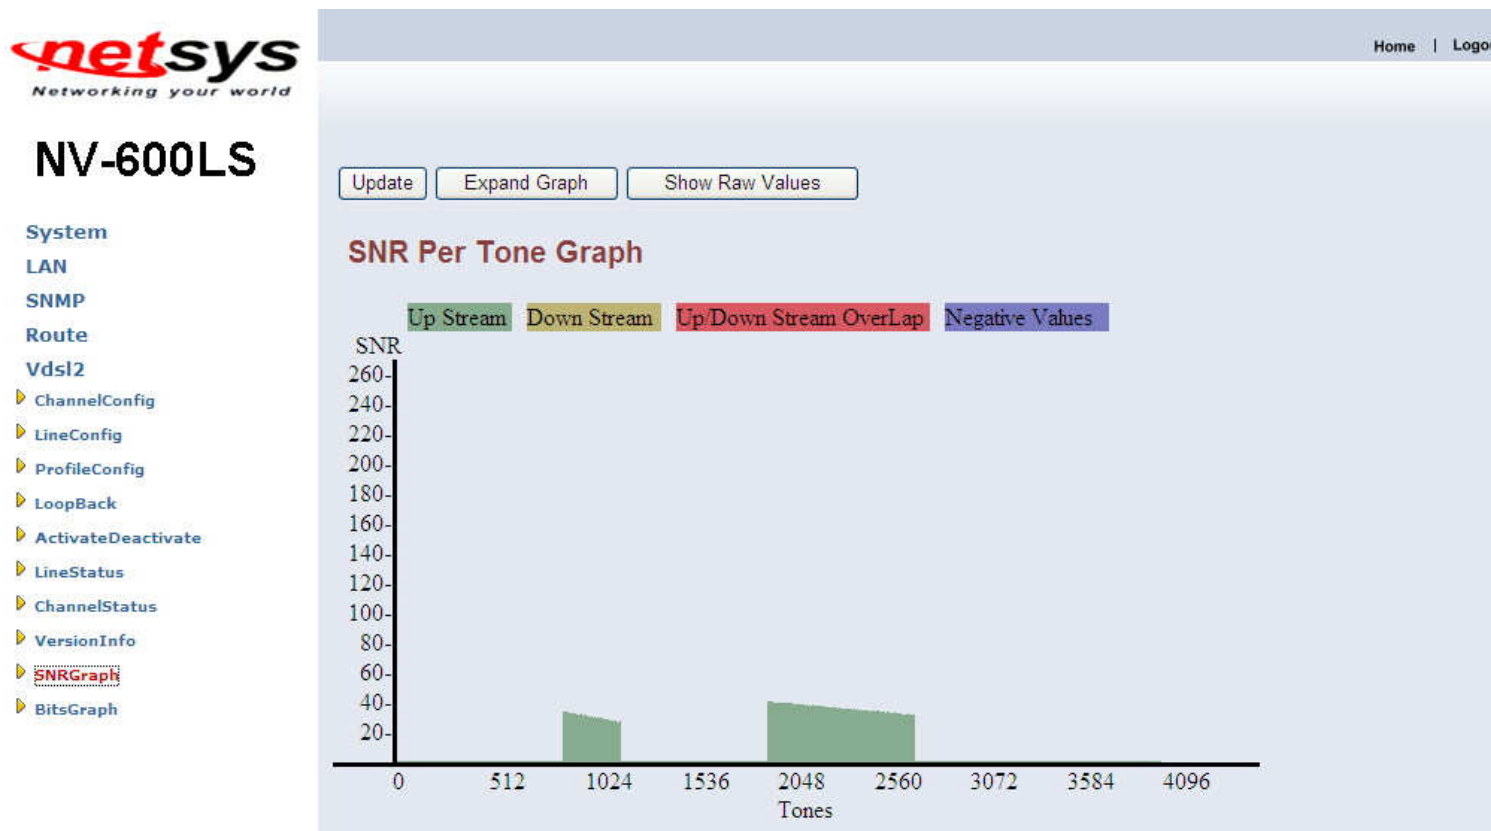 netsys
Networking your world
Home | Logou
NV-600LS
Update
Expand Graph
Show Raw Values
System
LAN
SNMP
Route
Vdsl2
ChannelConfig
LineConfig
ProfileConfig
LoopBack
ActivateDeactivate
LineStatus
ChannelStatus
VersionInfo
SNRGraph
BitsGraph
SNR Per Tone Graph
Up Stream
Down Stream
Up/Down Stream OverLap
Negative Values
SNR
260-
240-
220-
200-
180-
160-
140-
120-
100-
80-
60-
40-
20-
0 512 1024 1536 2048 2560 3072 3584 4096
Tones